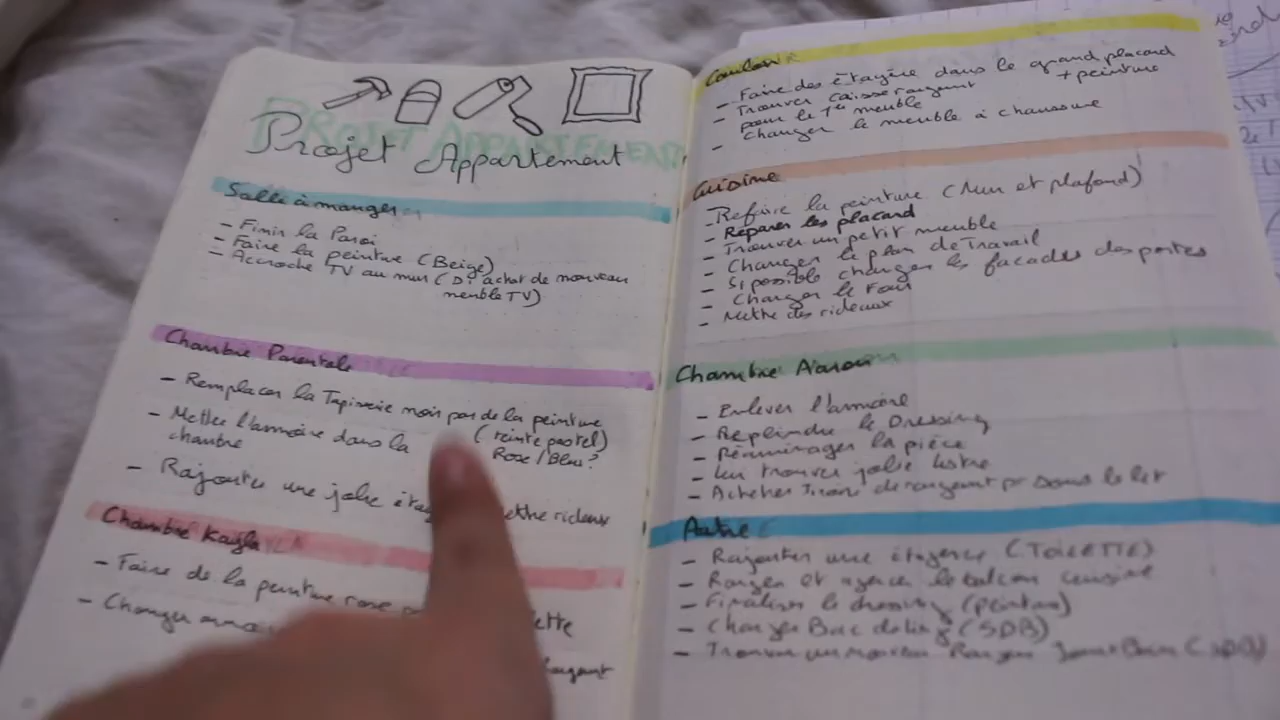 Projet Appartement
Salle à manger
- Finir la Paroi
- Faire la peinture (Beige)
- Accroche TV au mur (D? achat de nouveau
meuble TV)
Chambre Parentale
- Remplacer la Tapisserie noir par de la peinture
(teinte pastel)
Rose/Bleu?
- Mettre l'armoire dans la
chambre
- Rajouter une jolie mettre rideaux
Chambre Kayla
- Faire de la peinture rose
- Changer
Couloir
- Faire des étagère dans le grand placard
+ peinture
- Trouver caisse rangement
pour le 1er meuble
- Changer le meuble à chaussure
Cuisine
- Refaire la peinture (Mur et plafond)
- Réparer les placard
- Trouver un petit meuble
- Changer le plan de Travail
- Si possible changer les facades des portes
- Changer le Four
- Mettre des rideaux
Chambre Aaron
- Enlever l'armoire
- Repeindre le Dressing
- Réaménager la pièce
- Lui trouver jolie lustre
- Acheter Tiroir de rangement pr sous le lit
Autre
- Rajouter une étagère (TOILETTE)
- Ranger et agencé le balcon cuisine
- Finaliser le dressing (peinture)
- Changer Bac de linge (SDB)
- Trouver un nouveau